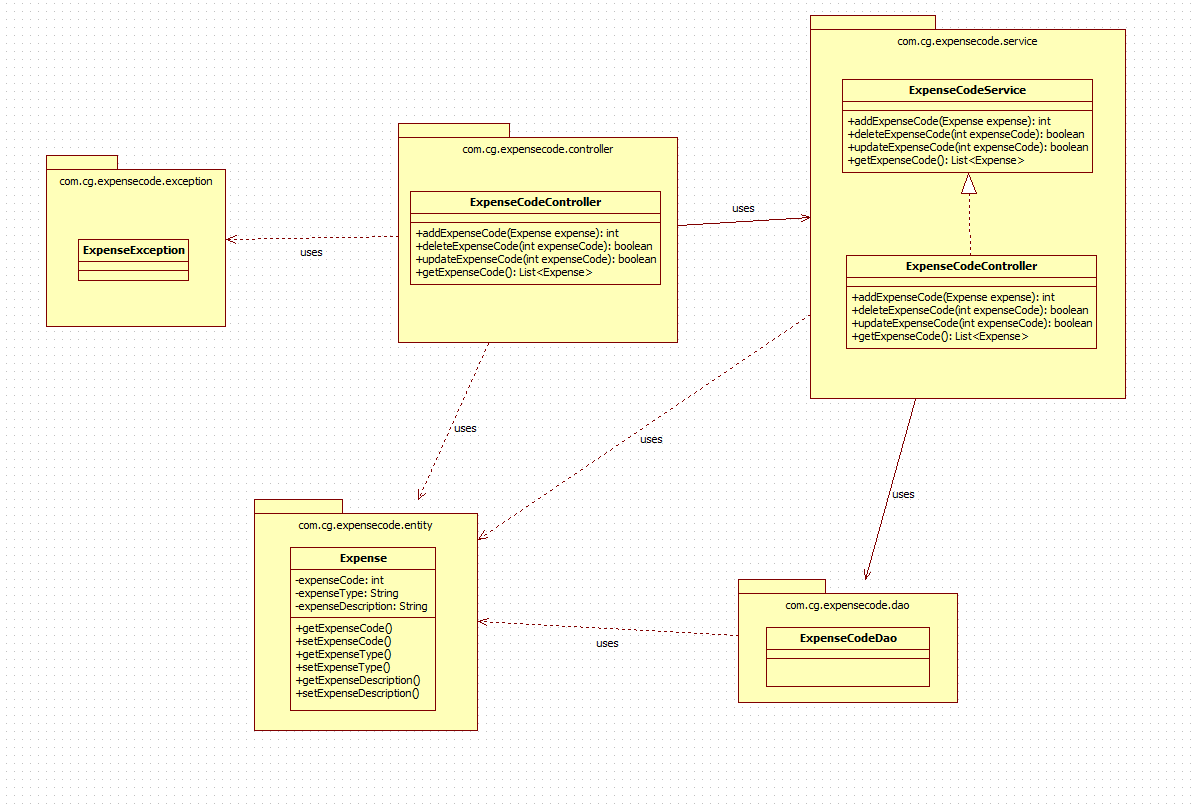 com.cg.expensecode.service
ExpenseCodeService
+addExpenseCode(Expense expense): int
+deleteExpenseCode(int expenseCode): boolean
+updateExpenseCode(int expenseCode): boolean
+getExpenseCode(): List<Expense>
ExpenseCodeController
+addExpenseCode(Expense expense): int
+deleteExpenseCode(int expenseCode): boolean
+updateExpenseCode(int expenseCode): boolean
+getExpenseCode(): List<Expense>
com.cg.expensecode.controller
ExpenseCodeController
+addExpenseCode(Expense expense): int
+deleteExpenseCode(int expenseCode): boolean
+updateExpenseCode(int expenseCode): boolean
+getExpenseCode(): List<Expense>
uses
com.cg.expensecode.exception
ExpenseException
uses
uses
uses
uses
com.cg.expensecode.entity
Expense
-expenseCode: int
-expenseType: String
-expenseDescription: String
+getExpenseCode()
+setExpenseCode()
+getExpenseType()
+setExpenseType()
+getExpenseDescription()
+setExpenseDescription()
uses
com.cg.expensecode.dao
ExpenseCodeDao